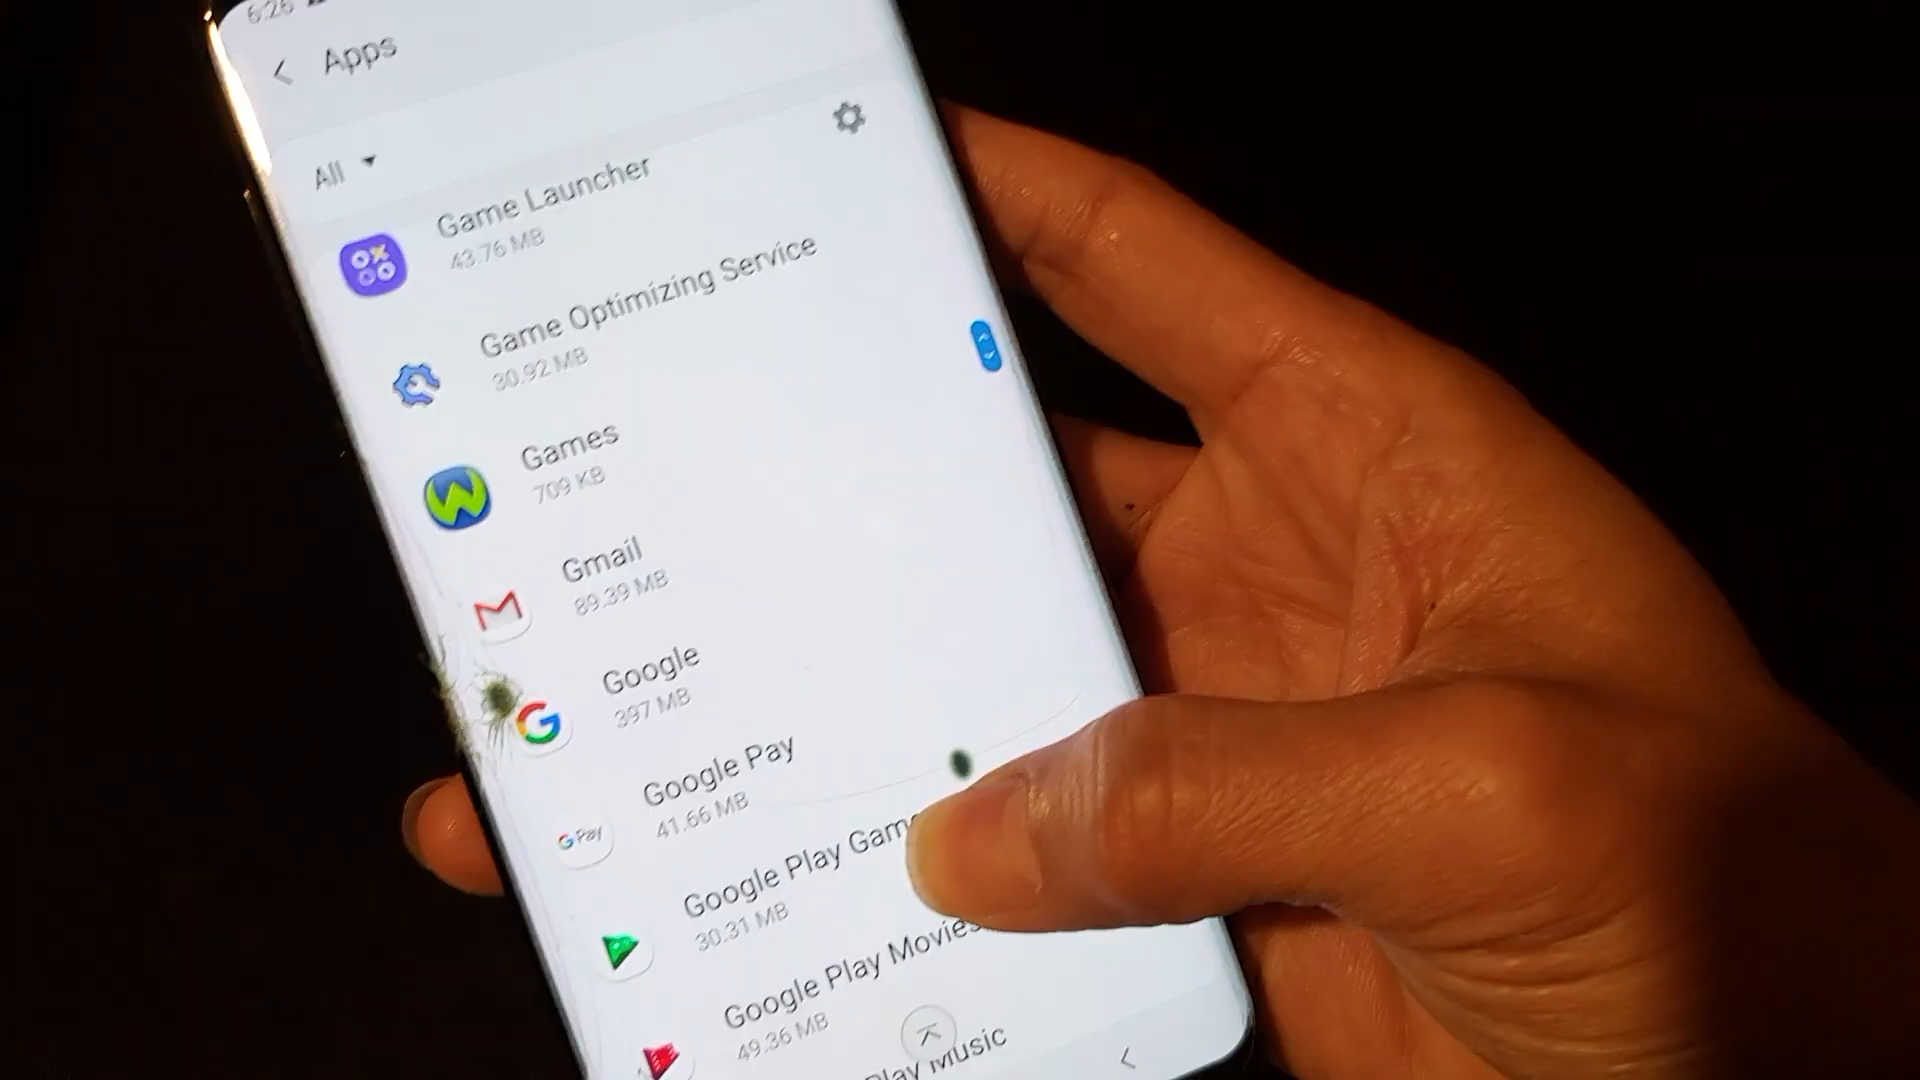 6:26
Apps
All
Game Launcher
43.76 MB
Game Optimizing Service
30.92 MB
Games
709 KB
Gmail
89.39 MB
Google
397 MB
Google Pay
41.66 MB
G Pay
Google Play Gam
30.31 MB
Google Play Movies
49.36 MB
Play Music